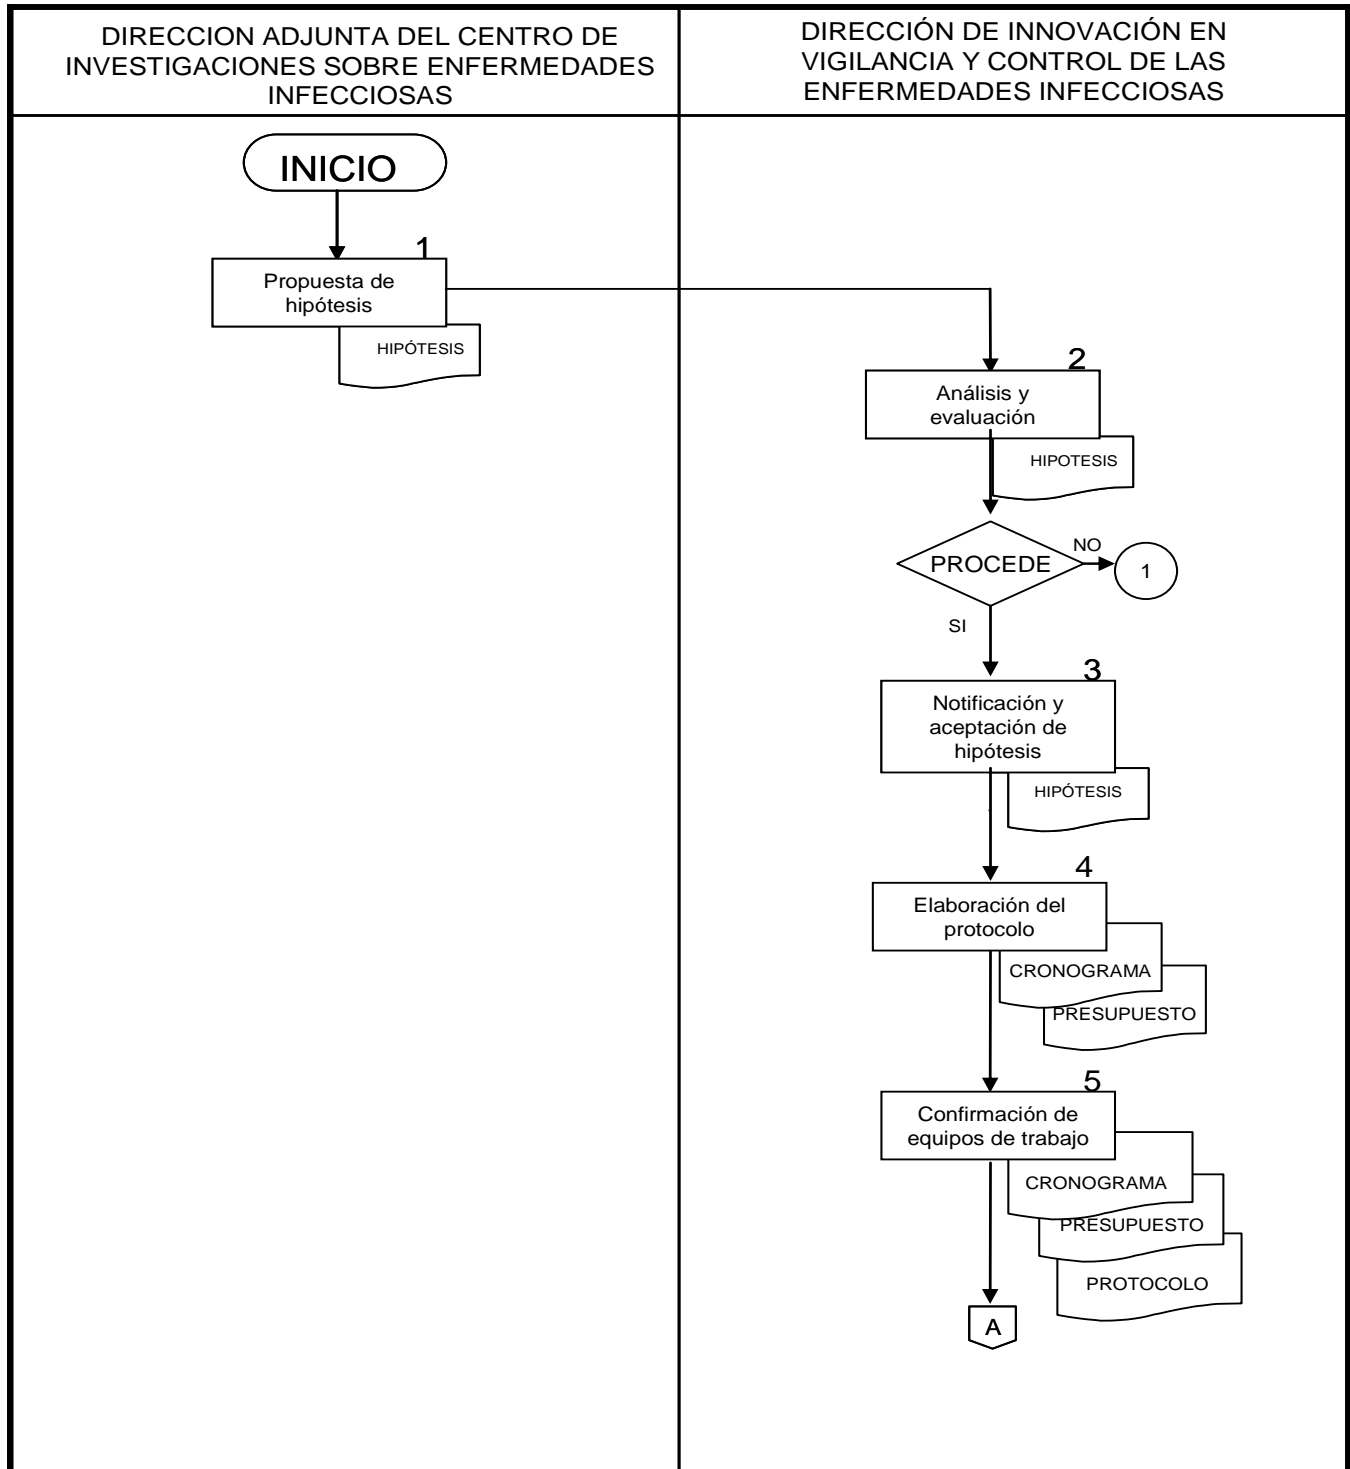 DIRECCION ADJUNTA DEL CENTRO DE
INVESTIGACIONES SOBRE ENFERMEDADES
INFECCIOSAS
DIRECCIÓN DE INNOVACIÓN EN
VIGILANCIA Y CONTROL DE LAS
ENFERMEDADES INFECCIOSAS
INICIO
1
Propuesta de
hipótesis
HIPÓTESIS
2
Análisis y
evaluación
HIPOTESIS
PROCEDE
NO
1
SI
3
Notificación y
aceptación de
hipótesis
HIPÓTESIS
4
Elaboración del
protocolo
CRONOGRAMA
PRESUPUESTO
5
Confirmación de
equipos de trabajo
CRONOGRAMA
PRESUPUESTO
PROTOCOLO
A